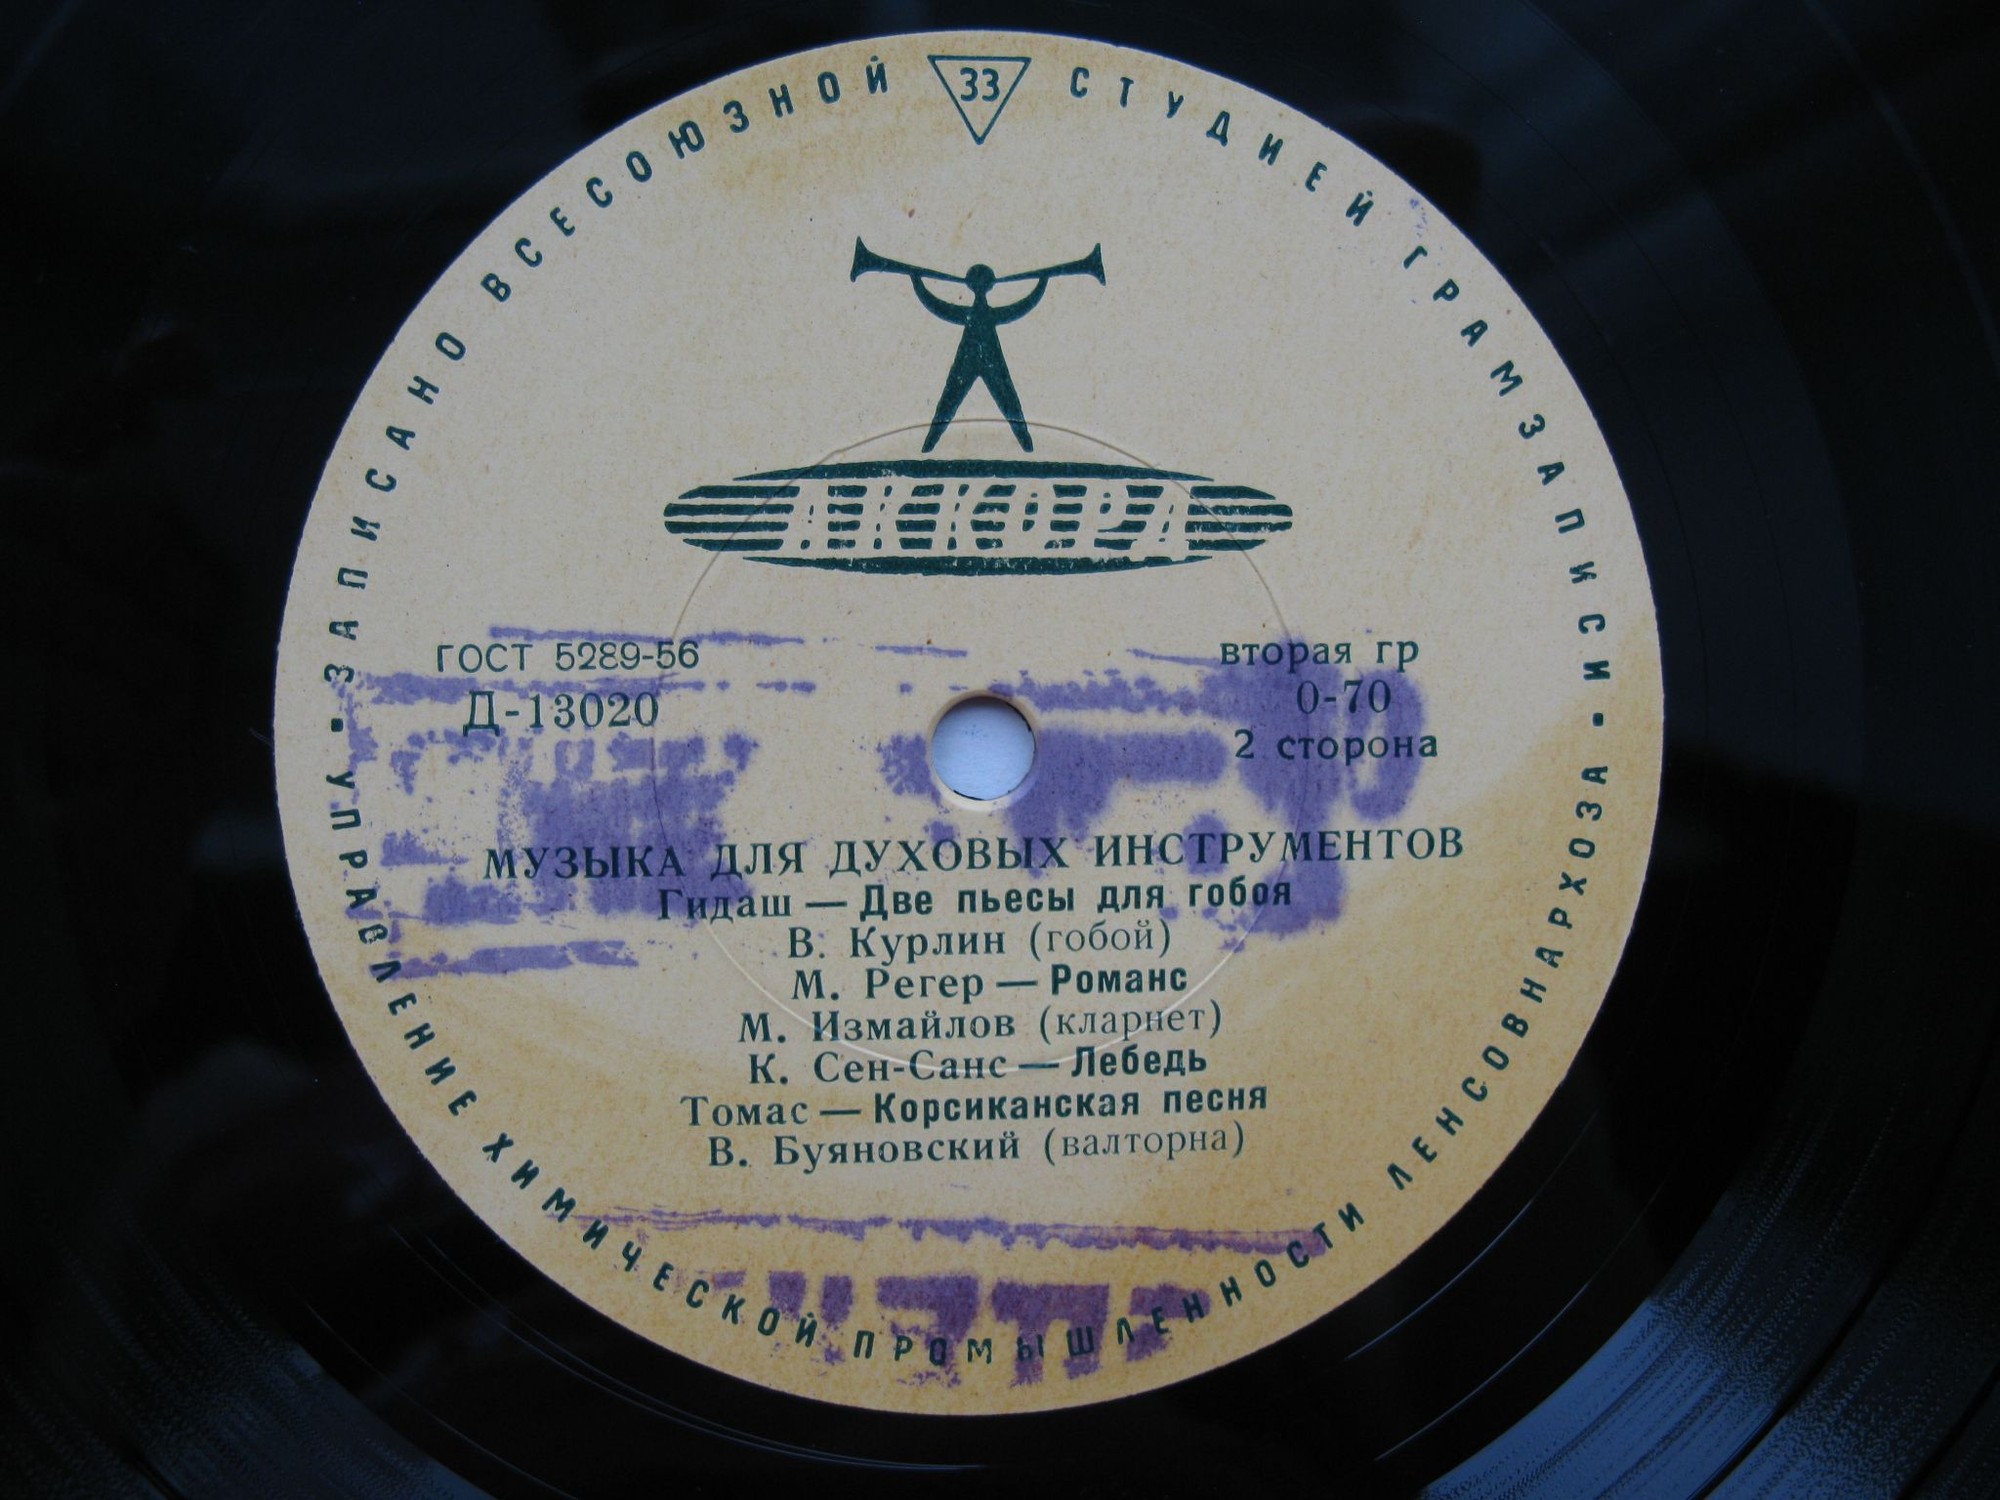 ЗАПИСАНО ВСЕСОЮЗНОЙ СТУДИЕЙ ГРАМЗАПИСИ
33
АККОРД
ГОСТ 5289-56
Д-13020
вторая гр
0-70
2 сторона
МУЗЫКА ДЛЯ ДУХОВЫХ ИНСТРУМЕНТОВ
Гидаш — Две пьесы для гобоя
В. Курлин (гобой)
М. Регер — Романс
М. Измайлов (кларнет)
К. Сен-Санс — Лебедь
Томас — Корсиканская песня
В. Буяновский (валторна)
УПРАВЛЕНИЕ ХИМИЧЕСКОЙ ПРОМЫШЛЕННОСТИ ЛЕНСОВНАРХОЗА